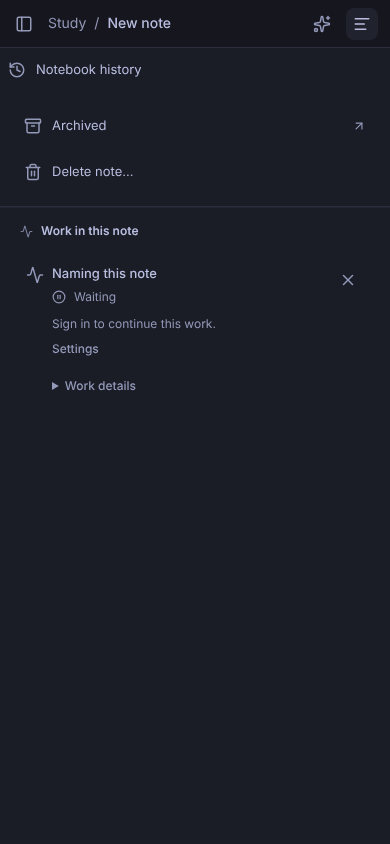 Study / New note
Notebook history
Archived
Delete note...
Work in this note
Naming this note
Waiting
Sign in to continue this work.
Settings
Work details